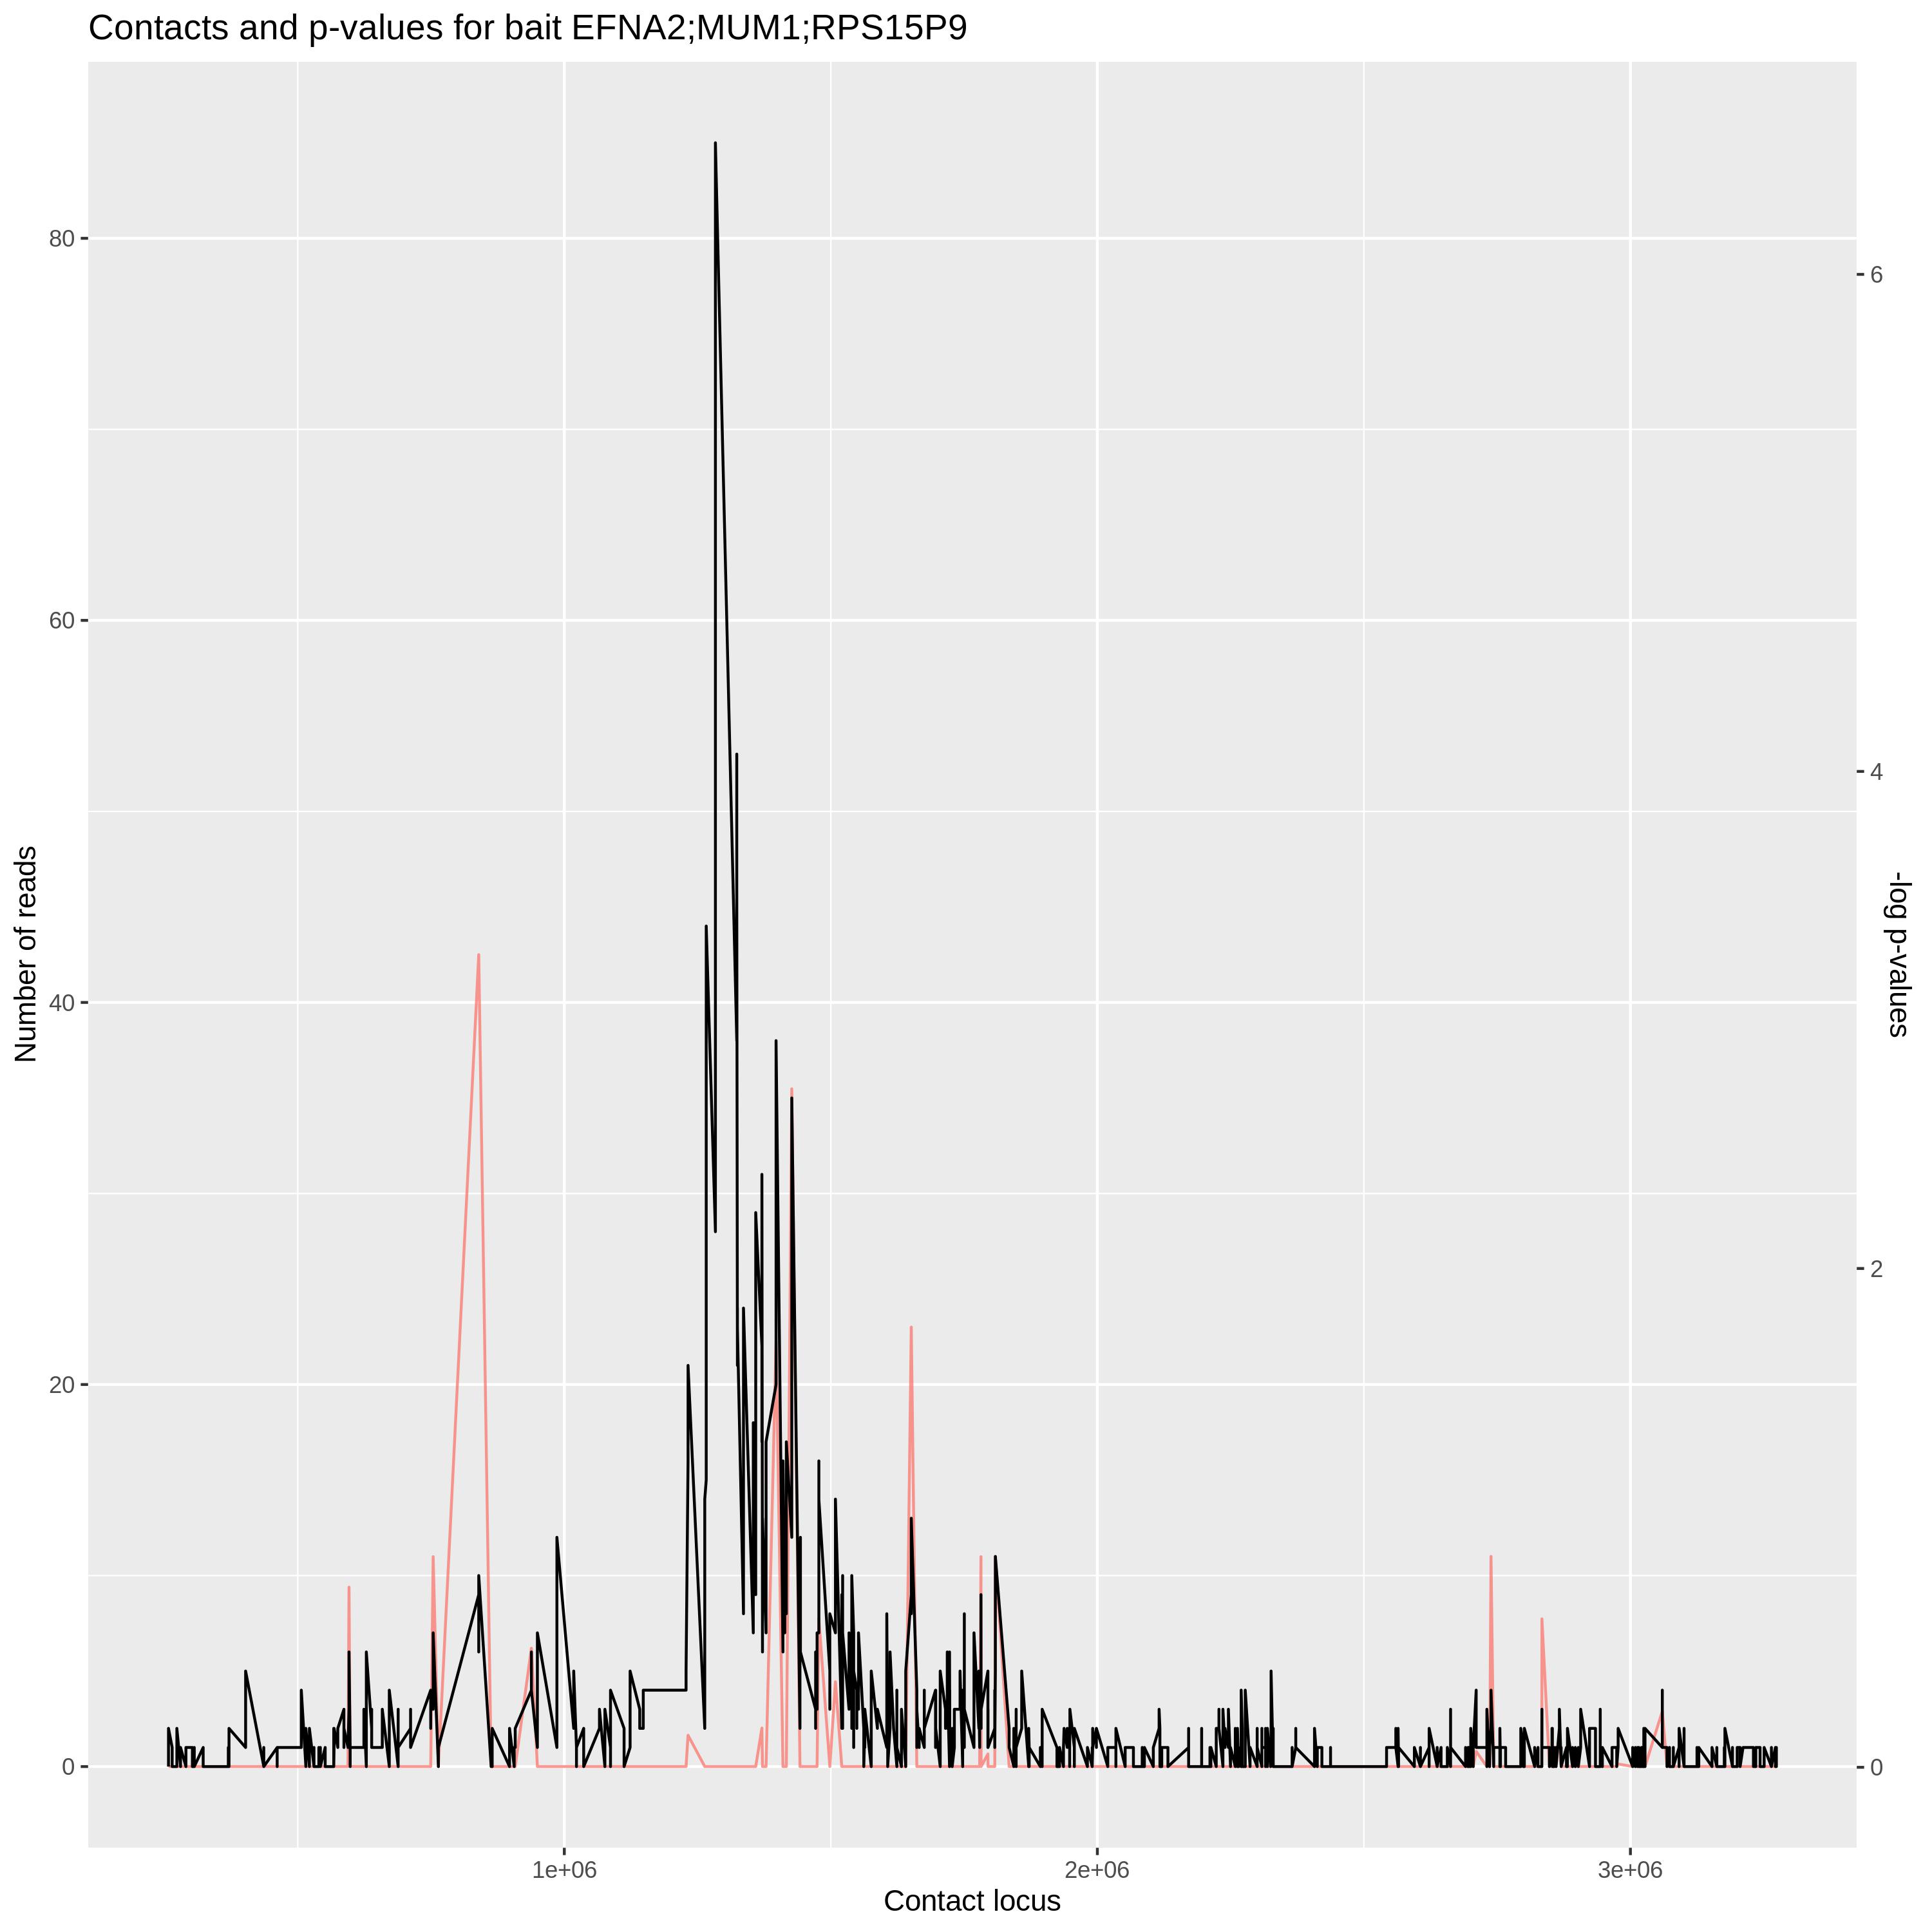 Contacts and p-values for bait EFNA2;MUM1;RPS15P9
80
60
40
20
0
Number of reads
6
4
2
0
-log p-values
1e+06
2e+06
3e+06
Contact locus